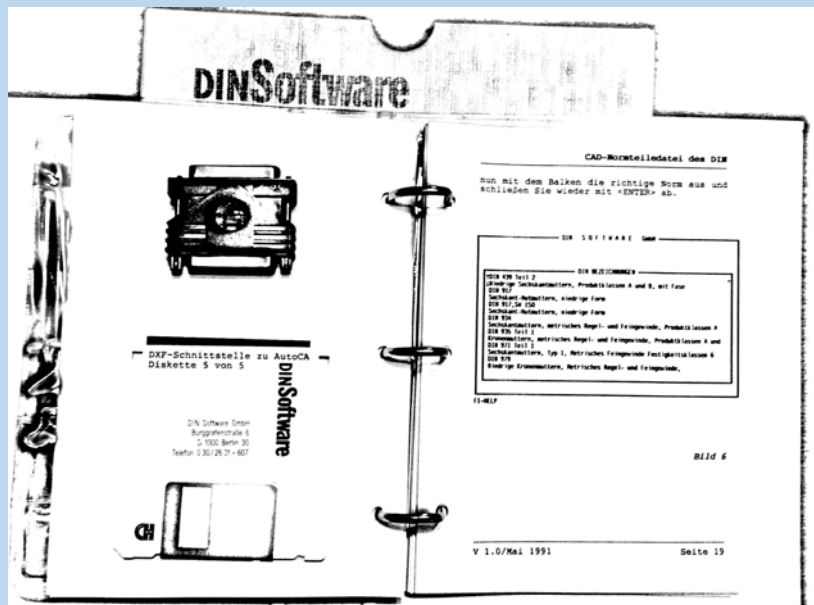 DINSoftware
DXF-Schnittstelle zu AutoCA
Diskette 5 von 5
DINSoftware
DIN Software GmbH
Burggrafenstraße 6
D 1000 Berlin 30
Telefon 0 30 / 26 01 - 607
HD
CAD-Normteiledatei des DIN
nun mit dem Balken die richtige Norm aus und
schließen Sie wieder mit <ENTER> ab.
DIN SOFTWARE GmbH
DIN BEZEICHNUNGEN
DIN 439 Teil 2
Niedrige Sechskantmuttern, Produktklassen A und B, mit Fase
DIN 917
Sechskant-Hutmuttern, niedrige Form
DIN 917,SW ISO
Sechskant-Hutmuttern, niedrige Form
DIN 934
Sechskantmuttern, metrisches Regel- und Feingewinde, Produktklassen A
DIN 935 Teil 1
Kronenmuttern, metrisches Regel- und Feingewinde, Produktklassen A und
DIN 971 Teil 1
Sechskantmuttern, Typ 1, Metrisches Feingewinde Festigkeitsklassen 6
DIN 979
Niedrige Kronenmuttern, Metrisches Regel- und Feingewinde,
F1-HELP
Bild 6
V 1.0/Mai 1991 Seite 19